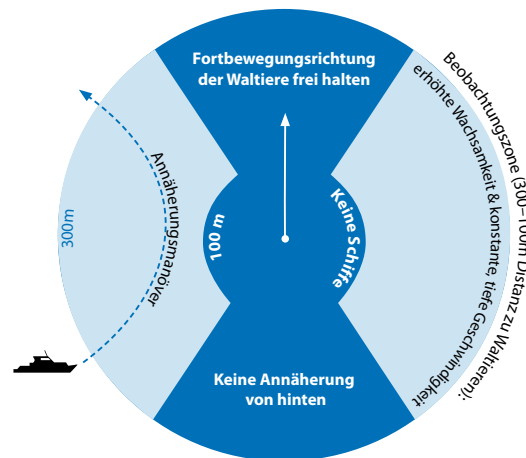 Fortbewegungsrichtung
der Waltiere frei halten
Beobachtungszone (300–100m Distanz zu Waltieren):
erhöhte Wachsamkeit & konstante, tiefe Geschwindigkeit
300m
Annäherungsmanöver
100 m
Keine Schiffe
Keine Annäherung
von hinten